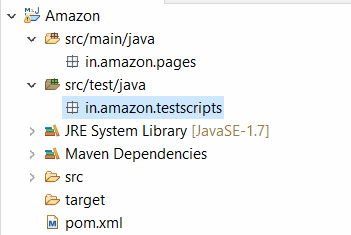 Amazon
src/main/java
in.amazon.pages
src/test/java
in.amazon.testscripts
JRE System Library [JavaSE-1.7]
Maven Dependencies
src
target
pom.xml